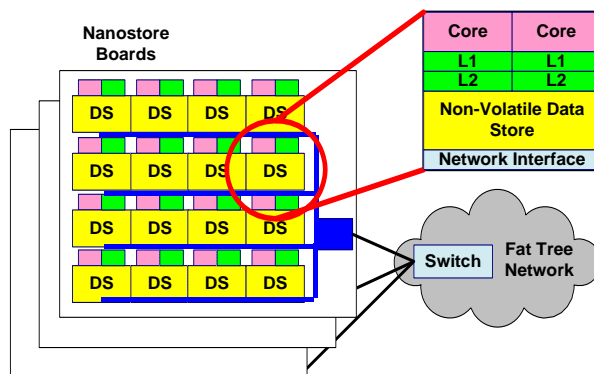 Nanostore
Boards
DS DS DS DS
DS DS DS DS
DS DS DS DS
DS DS DS DS
Core Core
L1 L1
L2 L2
Non-Volatile Data
Store
Network Interface
Switch
Fat Tree
Network